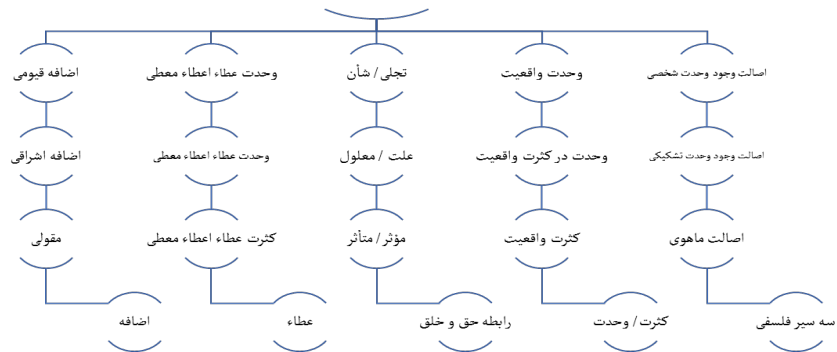 اصالت وجود وحدت شخصی
وحدت واقعیت
تجلی / شأن
وحدت عطاء اعطاء معطی
اضافه قیومی
اصالت وجود وحدت تشکیکی
وحدت در کثرت واقعیت
علت / معلول
وحدت عطاء اعطاء معطی
اضافه اشراقی
اصالت ماهوی
کثرت واقعیت
مؤثر / متأثر
کثرت عطاء اعطاء معطی
مقولی
سه سیر فلسفی
کثرت / وحدت
رابطه حق و خلق
عطاء
اضافه